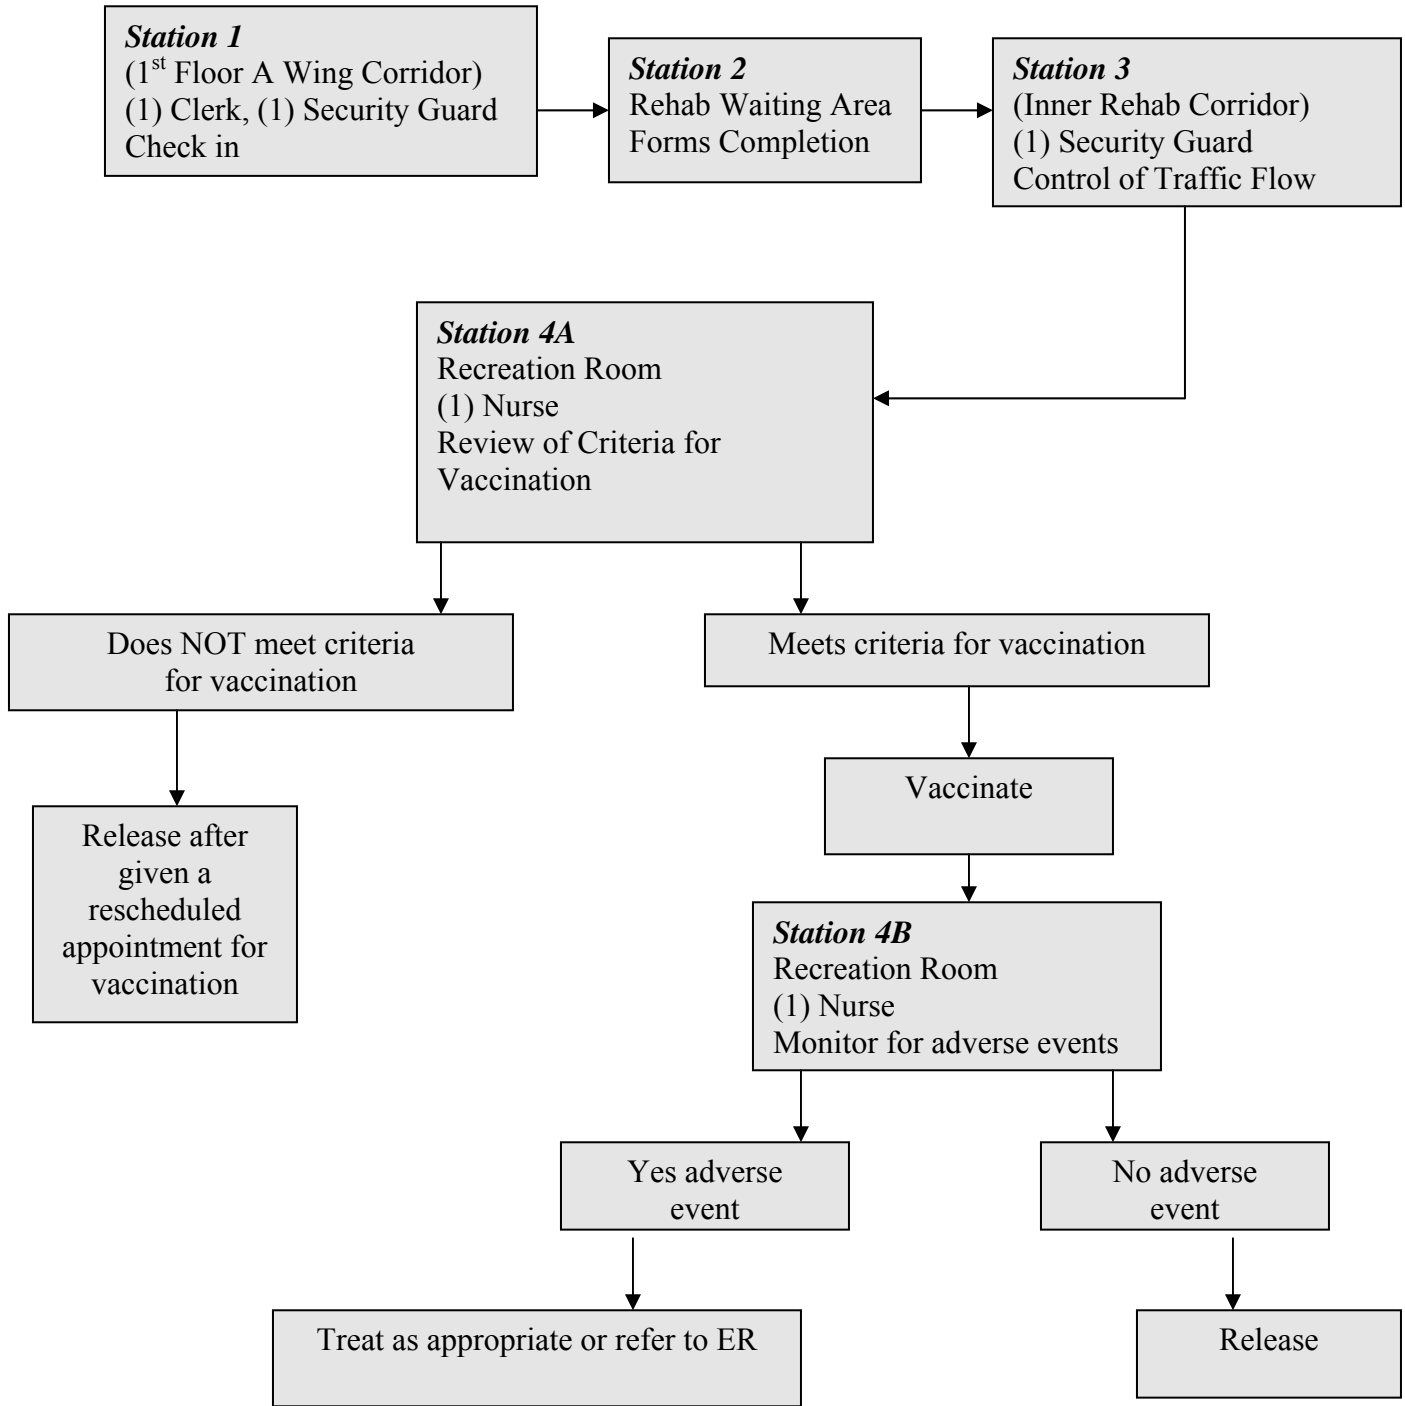 Station 1
(1st Floor A Wing Corridor)
(1) Clerk, (1) Security Guard
Check in
Station 2
Rehab Waiting Area
Forms Completion
Station 3
(Inner Rehab Corridor)
(1) Security Guard
Control of Traffic Flow
Station 4A
Recreation Room
(1) Nurse
Review of Criteria for
Vaccination
Does NOT meet criteria
for vaccination
Meets criteria for vaccination
Release after
given a
rescheduled
appointment for
vaccination
Vaccinate
Station 4B
Recreation Room
(1) Nurse
Monitor for adverse events
Yes adverse
event
No adverse
event
Treat as appropriate or refer to ER
Release